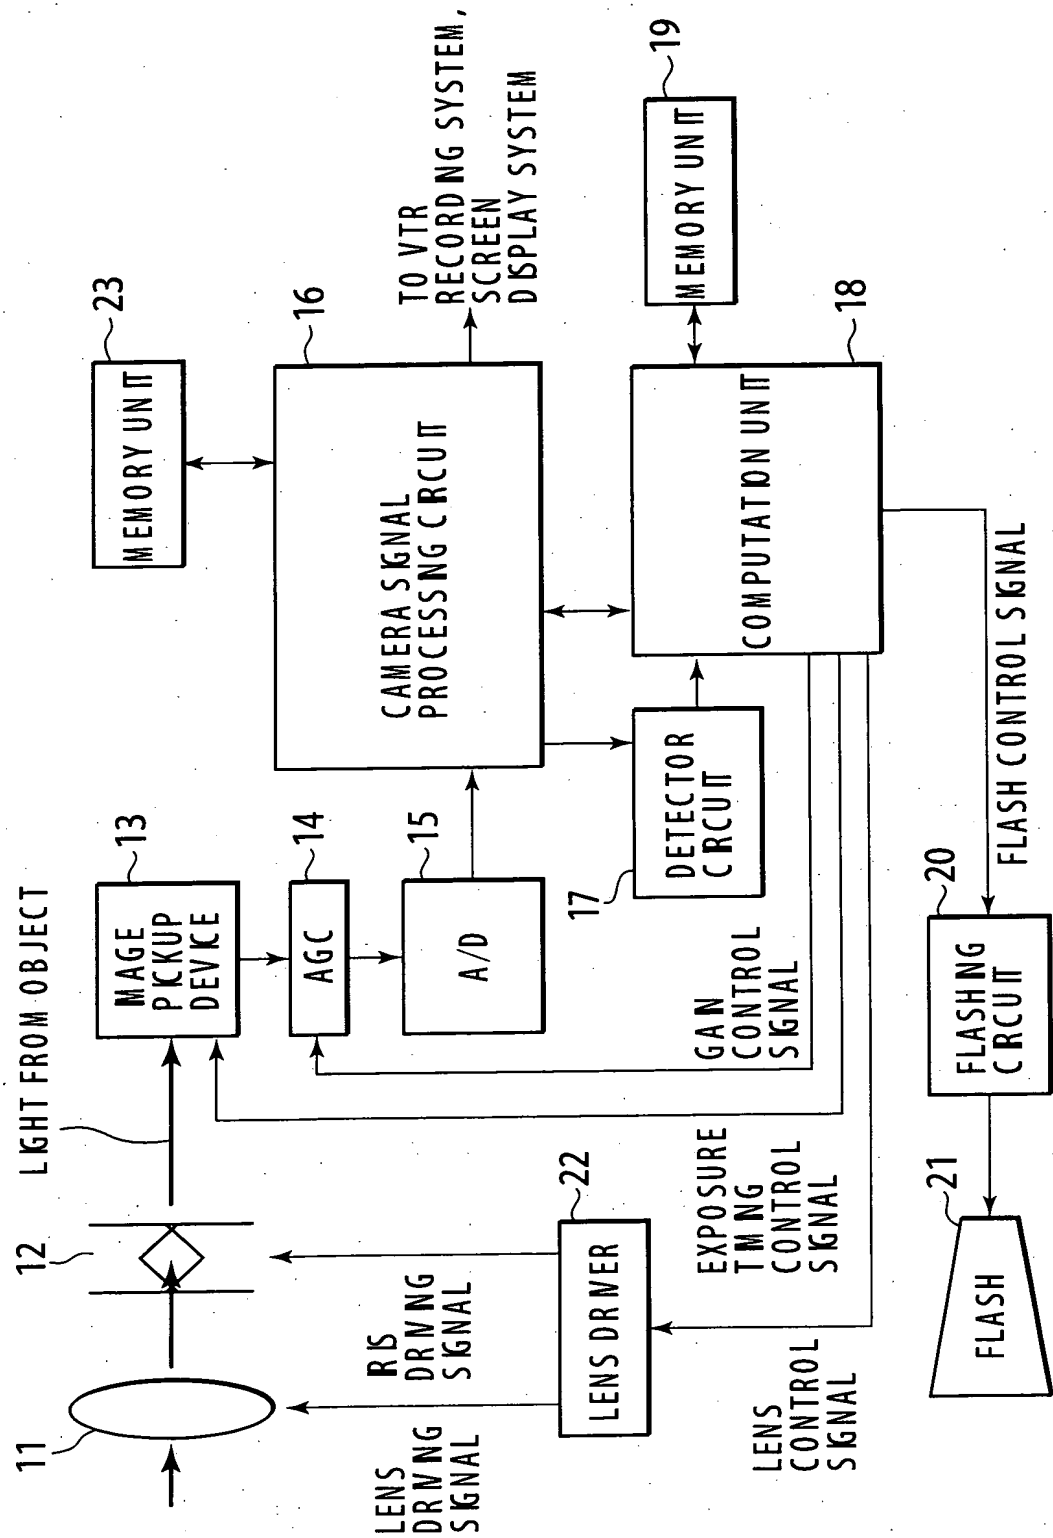 LIGHT FROM OBJECT
11
12
13
IMAGE
PICKUP
DEVICE
14
AGC
15
A/D
23
MEMORY UNIT
16
CAMERA SIGNAL
PROCESSING CIRCUIT
TO VTR
RECORDING SYSTEM,
SCREEN
DISPLAY SYSTEM
LENS
DRIVING
SIGNAL
IRIS
DRIVING
SIGNAL
22
LENS DRIVER
17
DETECTOR
CIRCUIT
18
COMPUTATION UNIT
19
MEMORY UNIT
GAIN
CONTROL
SIGNAL
EXPOSURE
TIMING
CONTROL
SIGNAL
LENS
CONTROL
SIGNAL
FLASH CONTROL SIGNAL
20
FLASHING
CIRCUIT
21
FLASH